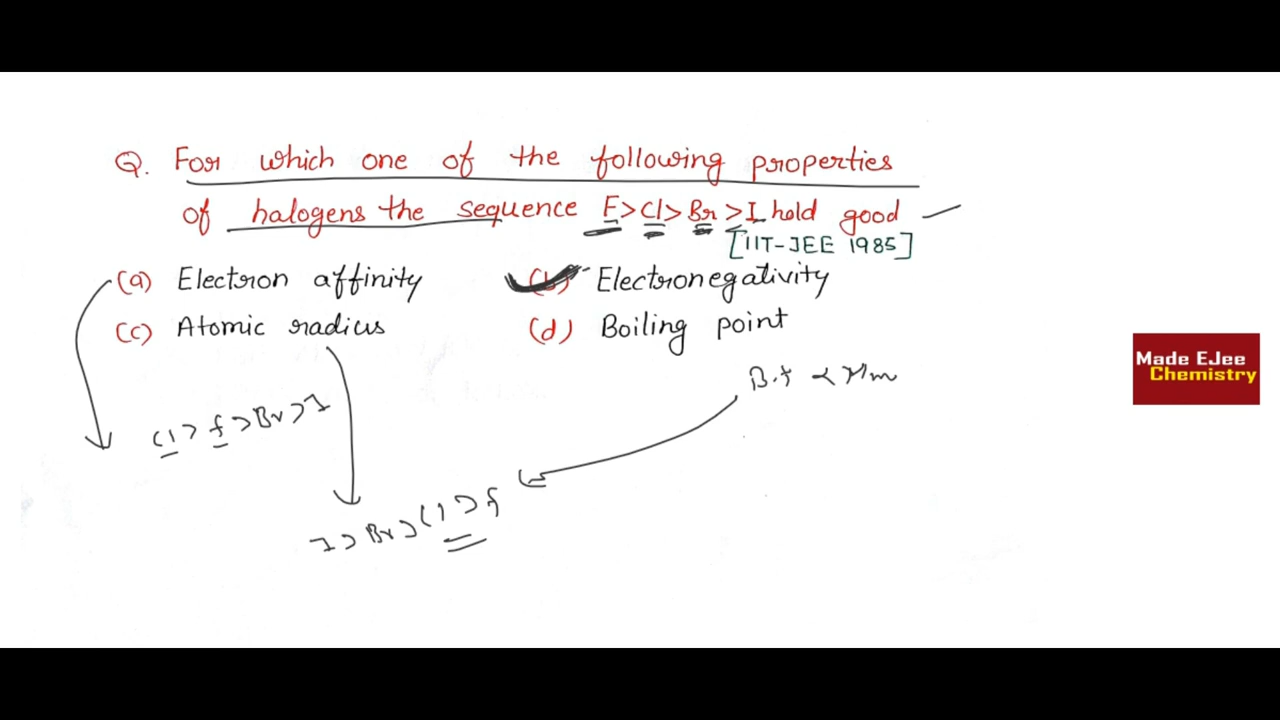 Q. For which one of the following properties
of halogens the sequence F > Cl > Br > I hold good
[IIT-JEE 1985]
(a) Electron affinity (b) Electronegativity
(c) Atomic radius (d) Boiling point
Made EJee
Chemistry
B.p ∝ Mm
Cl > f > Br > I
I > Br > Cl > f